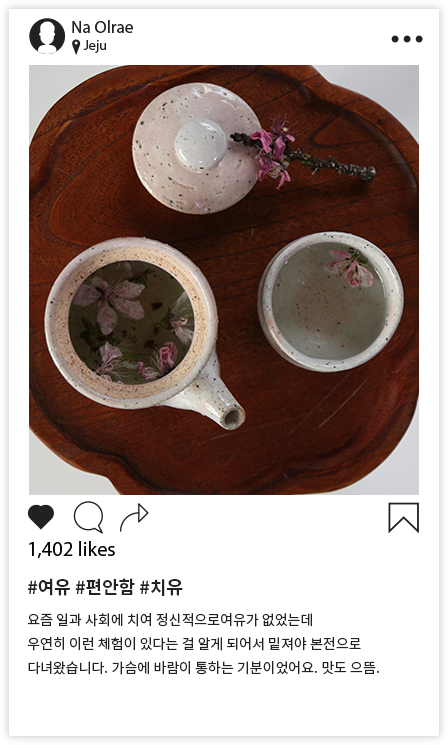 Na Olrae
Jeju
1,402 likes
#여유 #편안함 #치유
요즘 일과 사회에 치여 정신적으로여유가 없었는데
우연히 이런 체험이 있다는 걸 알게 되어서 밑져야 본전으로
다녀왔습니다. 가슴에 바람이 통하는 기분이었어요. 맛도 으뜸.